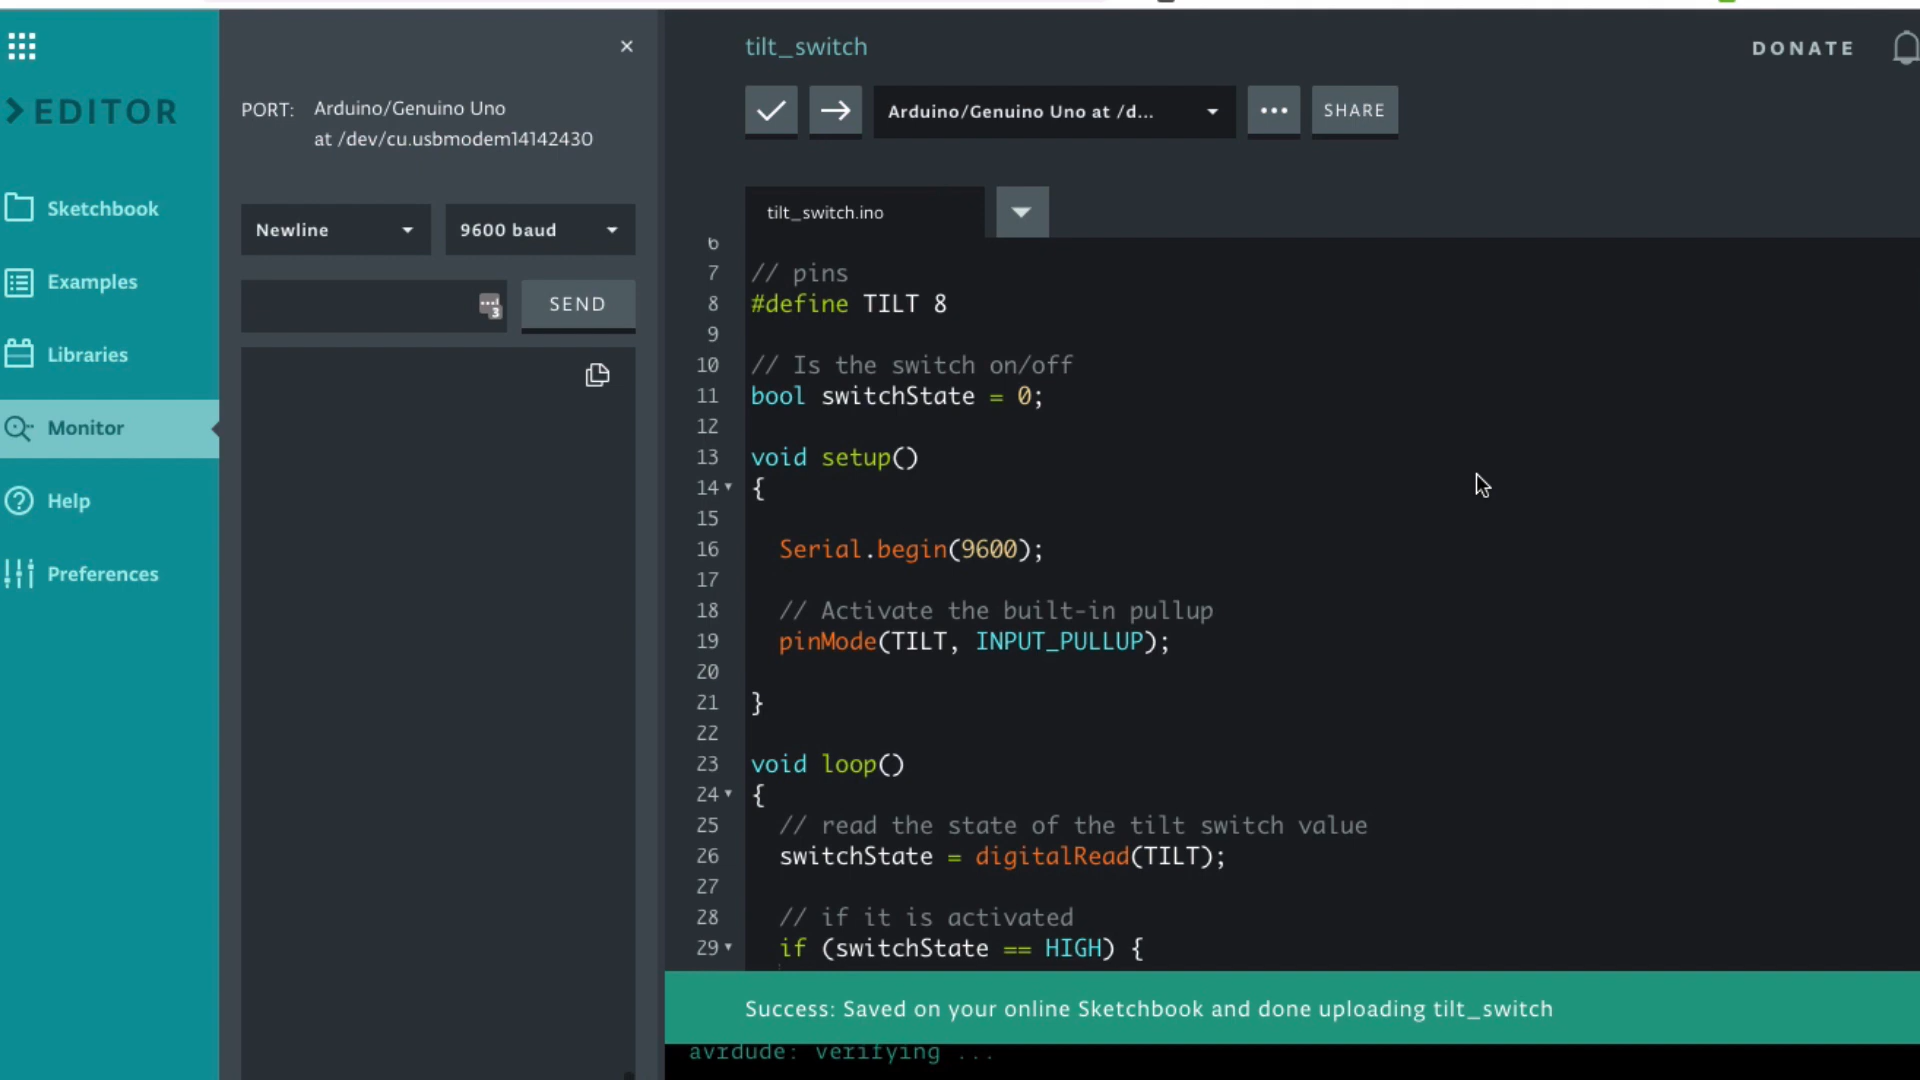 EDITOR
Sketchbook
Examples
Libraries
Monitor
Help
Preferences
PORT: Arduino/Genuino Uno
at /dev/cu.usbmodem14142430
Newline
9600 baud
3
SEND
tilt_switch
DONATE
Arduino/Genuino Uno at /d...
SHARE
tilt_switch.ino
6
7 // pins
8 #define TILT 8
9
10 // Is the switch on/off
11 bool switchState = 0;
12
13 void setup()
14 {
15
16 Serial.begin(9600);
17
18 // Activate the built-in pullup
19 pinMode(TILT, INPUT_PULLUP);
20
21 }
22
23 void loop()
24 {
25 // read the state of the tilt switch value
26 switchState = digitalRead(TILT);
27
28 // if it is activated
29 if (switchState == HIGH) {
Success: Saved on your online Sketchbook and done uploading tilt_switch
avrdude: verifying ...